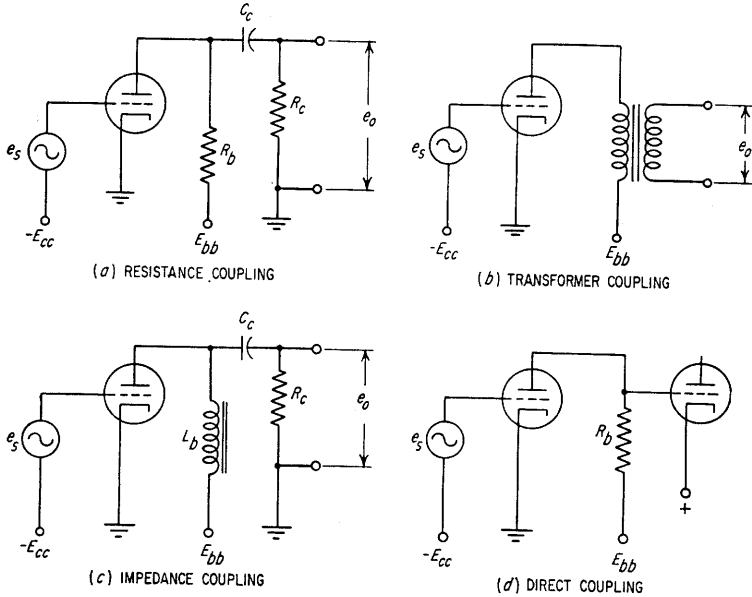 C_c
R_c
e_o
e_s
R_b
-E_cc
E_bb
(a) RESISTANCE COUPLING
e_s
e_o
-E_cc
E_bb
(b) TRANSFORMER COUPLING
C_c
R_c
e_o
e_s
L_b
-E_cc
E_bb
(c) IMPEDANCE COUPLING
e_s
R_b
+
-E_cc
E_bb
(d) DIRECT COUPLING